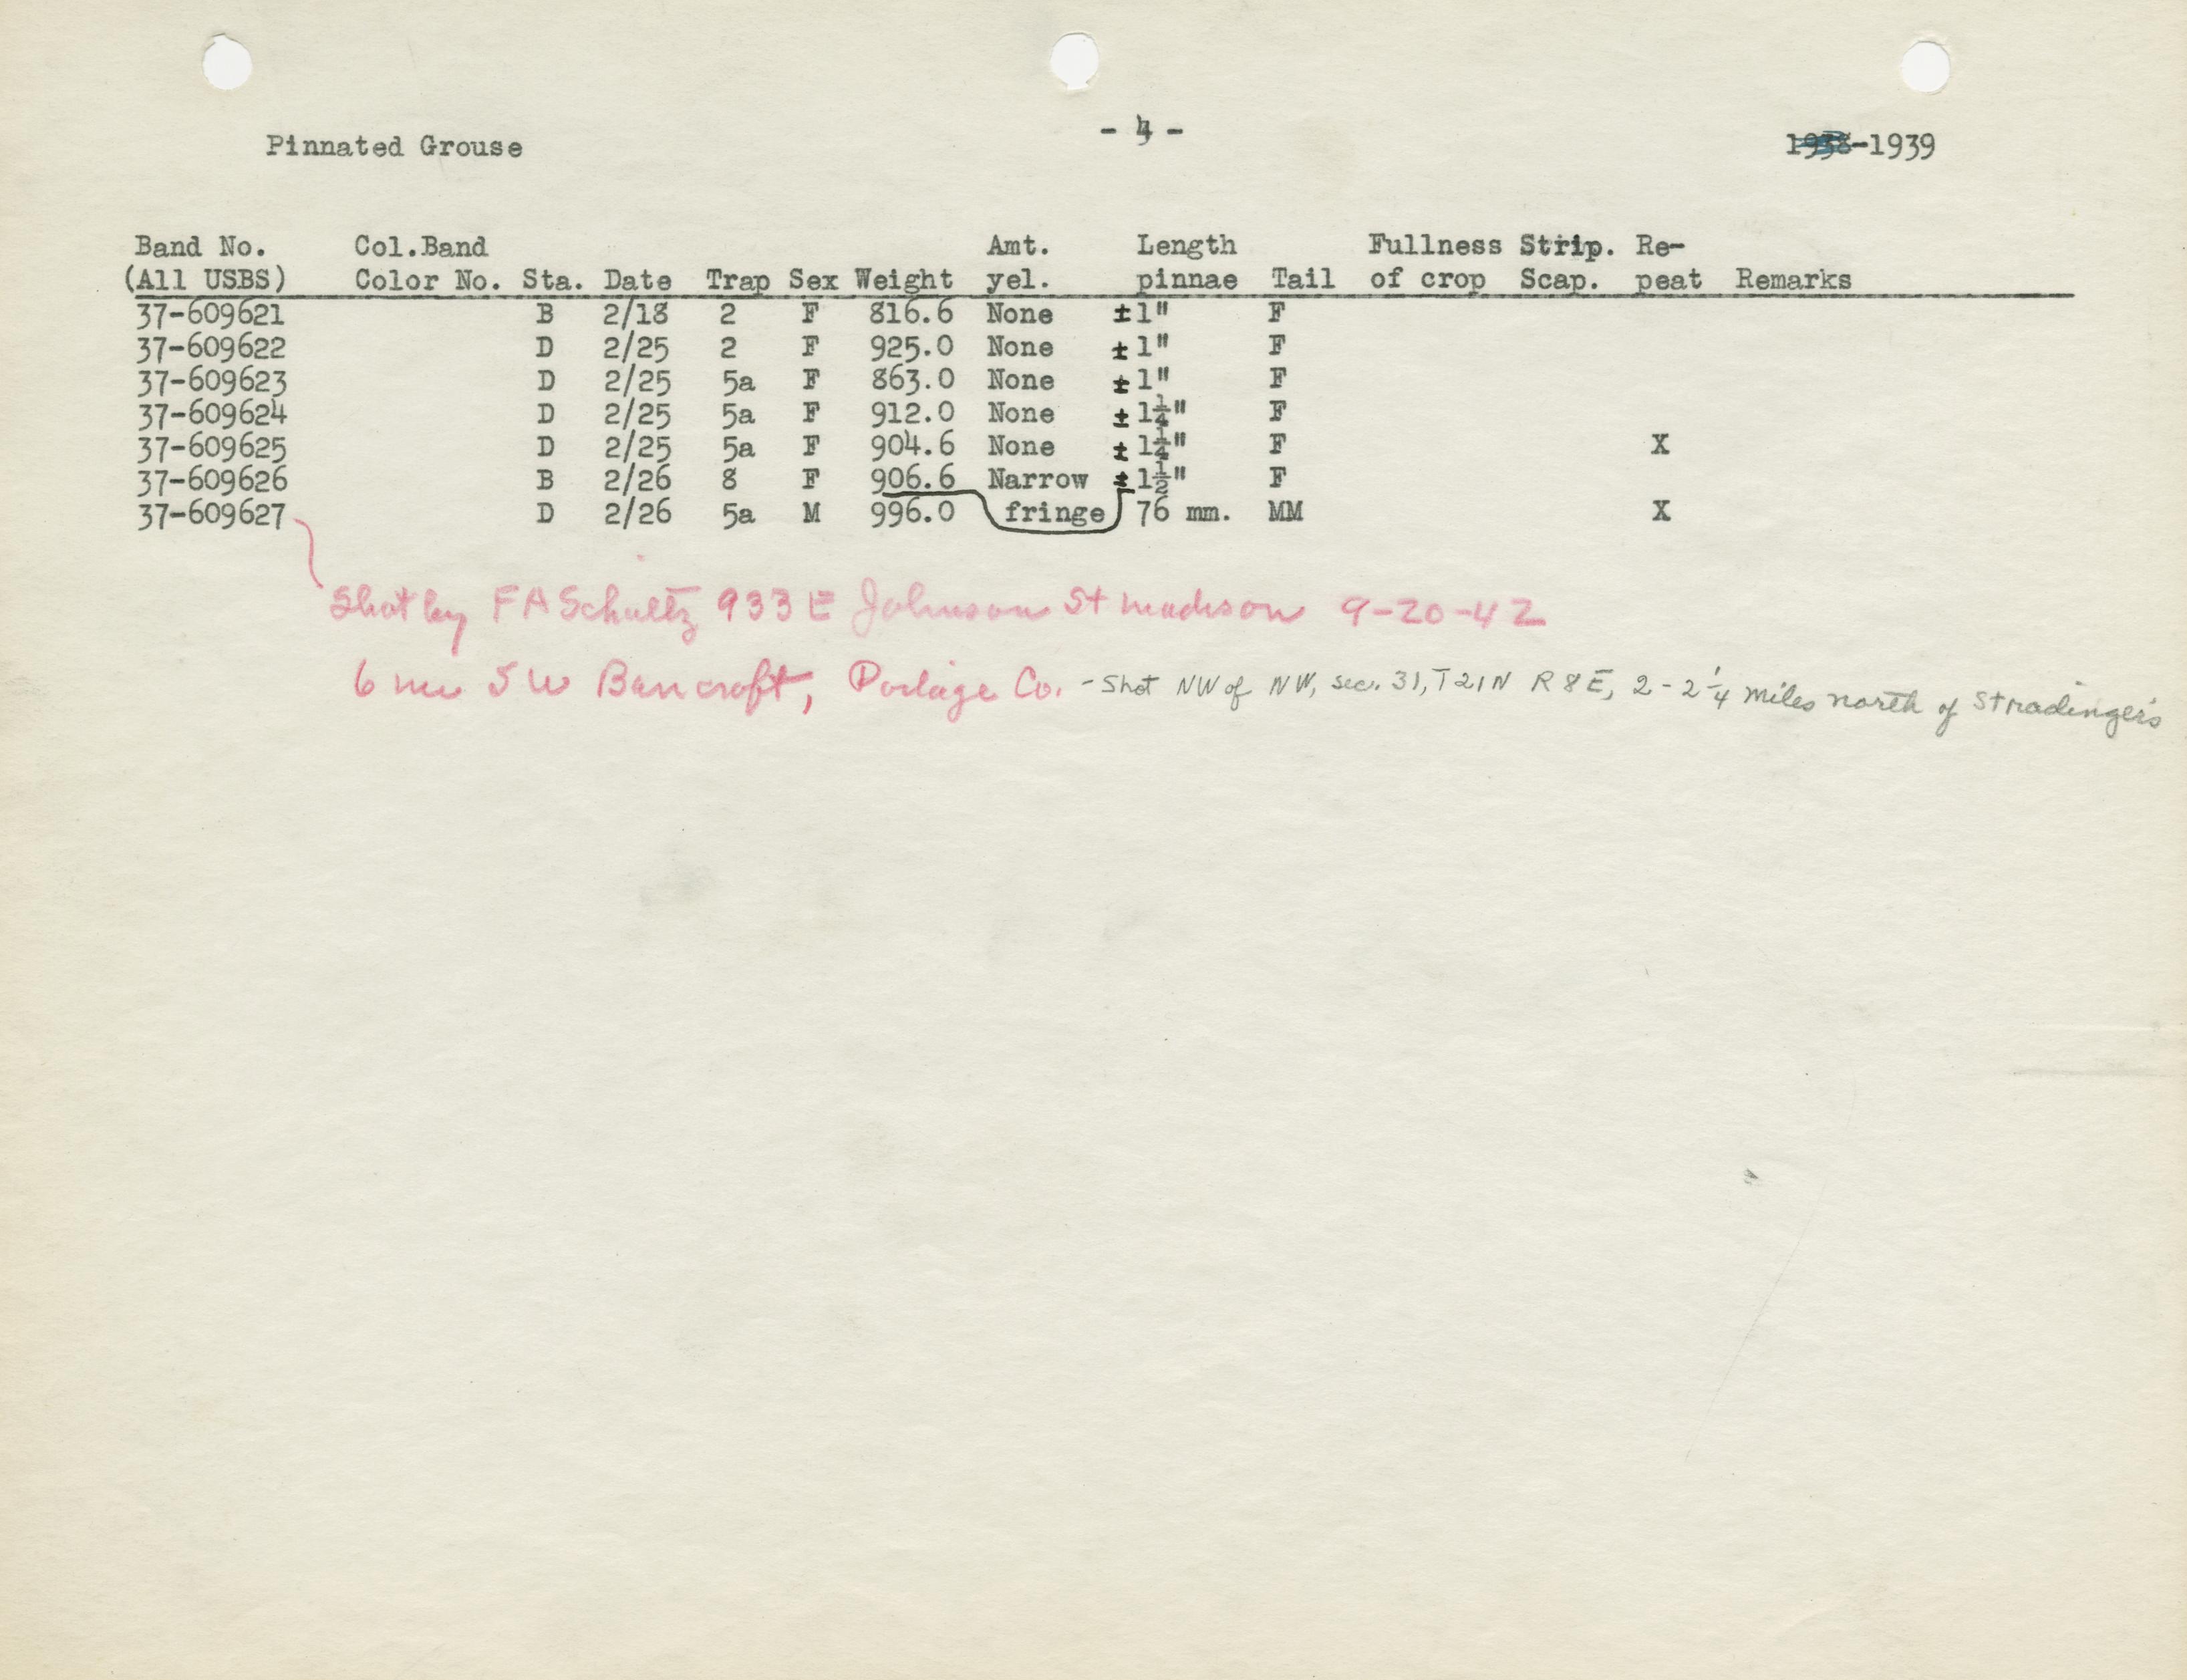 - 4 -
Pinnated Grouse 1938-1939
Band No. Col.Band Amt. Length Fullness Strip. Re-
(All USBS) Color No. Sta. Date Trap Sex Weight yel. pinnae Tail of crop Scap. peat Remarks
37-609621 B 2/18 2 F 816.6 None ±1" F
37-609622 D 2/25 2 F 925.0 None ±1" F
37-609623 D 2/25 5a F 863.0 None ±1" F
37-609624 D 2/25 5a F 912.0 None ±1¼" F
37-609625 D 2/25 5a F 904.6 None ±1¼" F X
37-609626 B 2/26 8 F 906.6 Narrow ±1½" F
37-609627 D 2/26 5a M 996.0 fringe 76 mm. MM X
Shot by F A Schultz 933 E Johnson St madison 9-20-42
6 mi S W Bancroft, Portage Co. - Shot NW of NW, sec. 31, T21N R8E, 2-2¼ miles north of Stradinger's